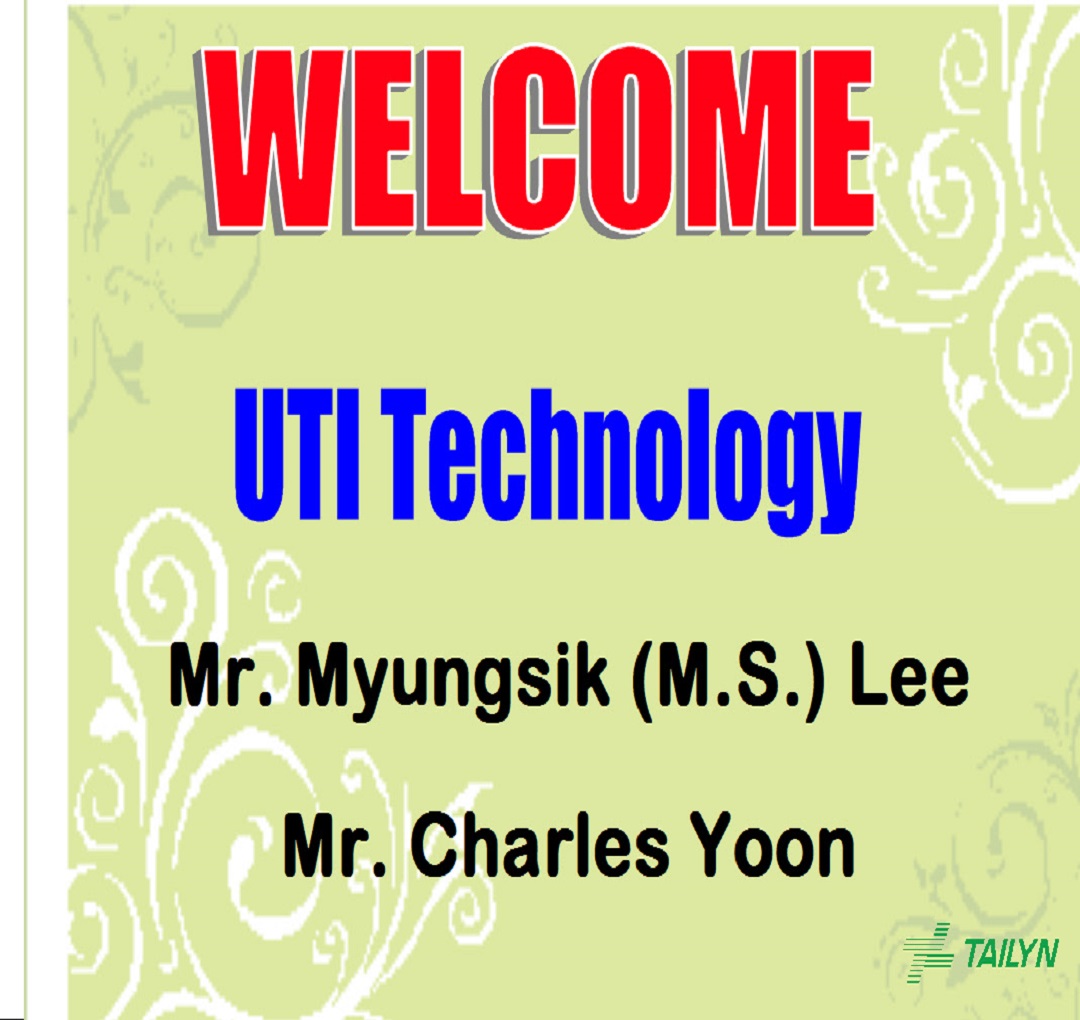 WELCOME
UTI Technology
Mr. Myungsik (M.S.) Lee
Mr. Charles Yoon
TAILYN